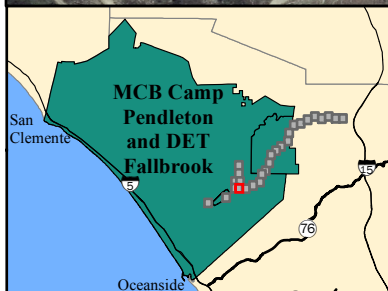 MCB Camp
Pendleton
and DET
Fallbrook
San
Clemente
5
15
76
Oceanside